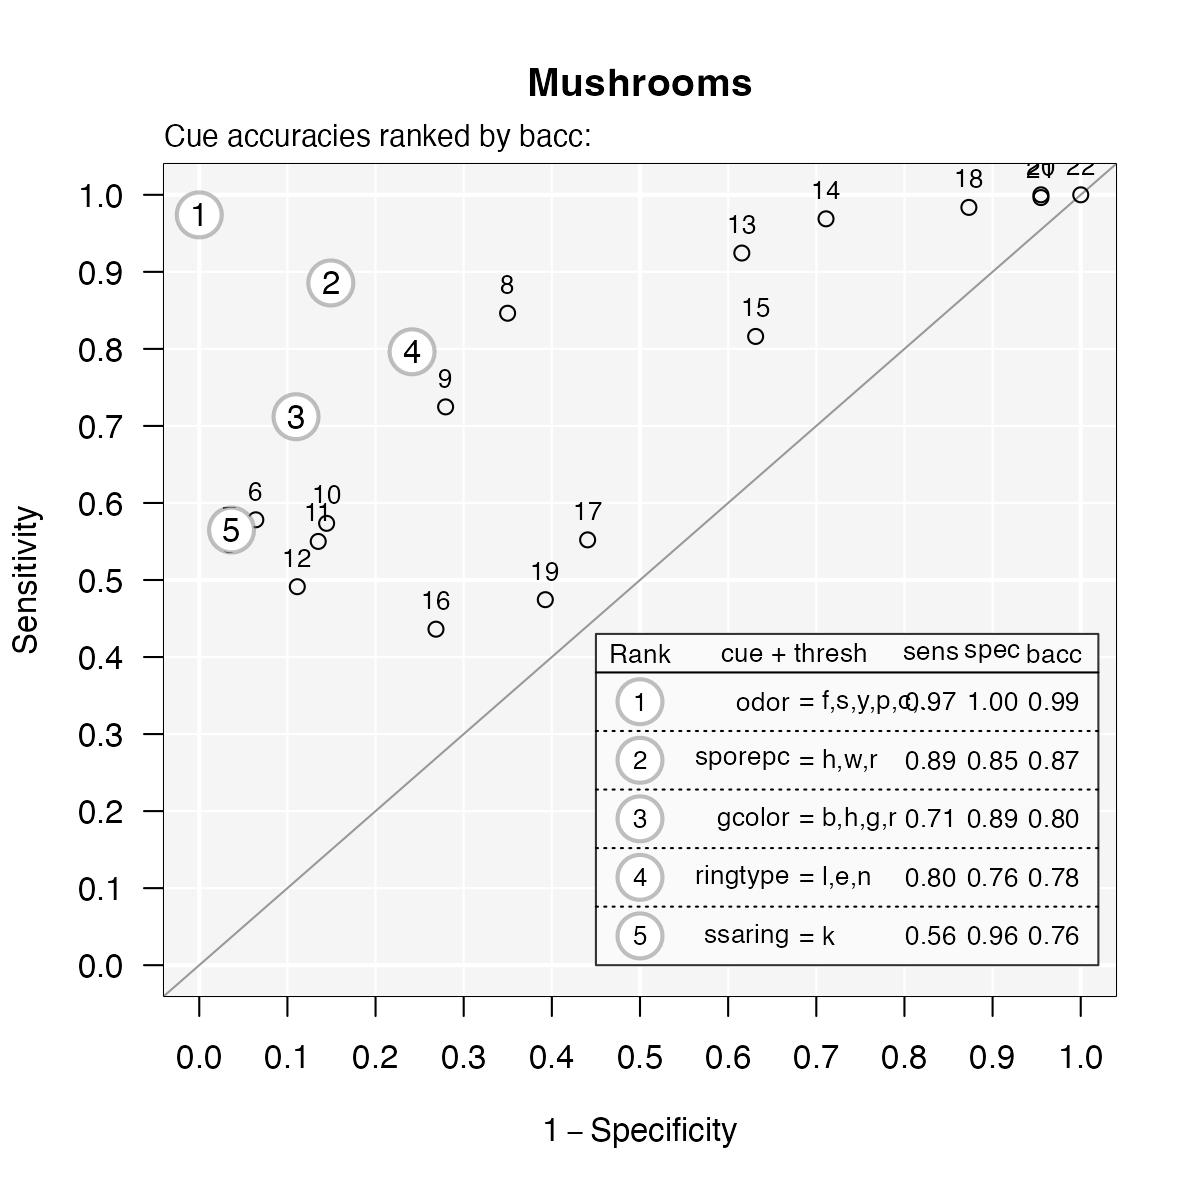 Mushrooms
Cue accuracies ranked by bacc:
1.0
0.9
0.8
0.7
0.6
0.5
0.4
0.3
0.2
0.1
0.0
Sensitivity
1
2
3
4
5
6
8
9
10
11
12
13
14
15
16
17
18
19
22
Rank cue + thresh sens spec bacc
1 odor = f,s,y,p,c,.. 0.97 1.00 0.99
2 sporepc = h,w,r 0.89 0.85 0.87
3 gcolor = b,h,g,r 0.71 0.89 0.80
4 ringtype = l,e,n 0.80 0.76 0.78
5 ssaring = k 0.56 0.96 0.76
0.0 0.1 0.2 0.3 0.4 0.5 0.6 0.7 0.8 0.9 1.0
1 – Specificity